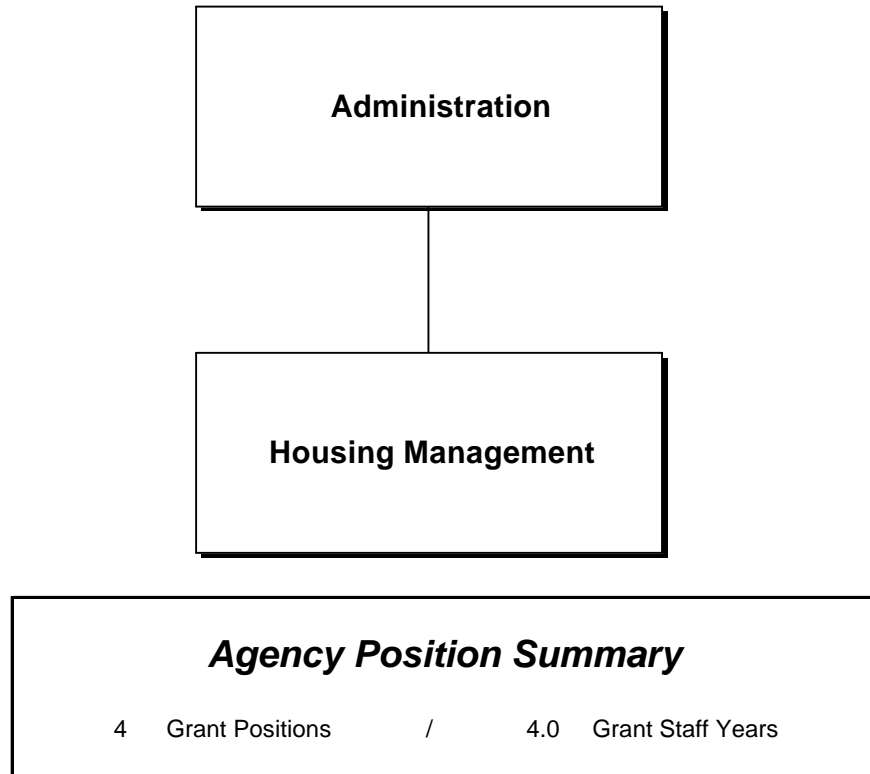 Administration
Housing Management
Agency Position Summary
4 Grant Positions / 4.0 Grant Staff Years